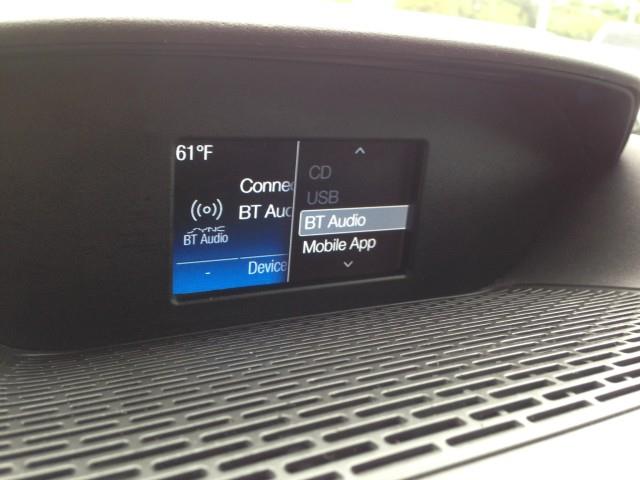 61°F
Connec
BT Aud
SYNC
BT Audio
-
Device
CD
USB
BT Audio
Mobile App